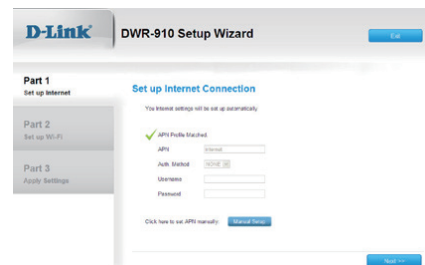 D-Link
DWR-910 Setup Wizard
Exit
Part 1
Set up Internet
Set up Internet Connection
Your Internet settings will be set up automatically.
Part 2
Set up Wi-Fi
APN Profile Matched.
APN
internet
Part 3
Apply Settings
Auth. Method
NONE
Username
Password
Click here to set APN manually:
Manual Setup
Next >>